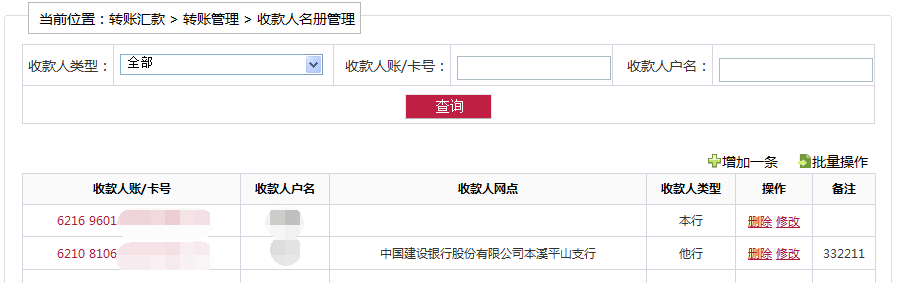 当前位置：转账汇款 > 转账管理 > 收款人名册管理
收款人类型： 全部 收款人账/卡号： 收款人户名：
查询
增加一条 批量操作
收款人账/卡号 收款人户名 收款人网点 收款人类型 操作 备注
6216 9601 本行 删除 修改
6210 8106 中国建设银行股份有限公司本溪平山支行 他行 删除 修改 332211